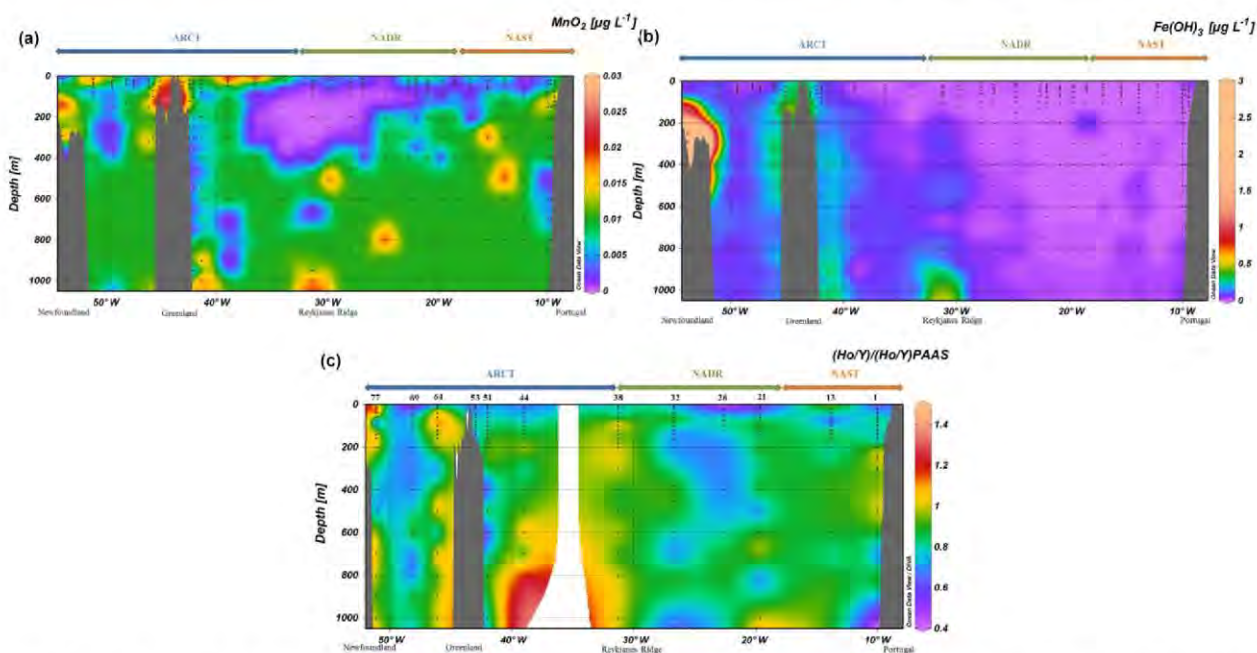 (a)
MnO₂ [µg L⁻¹]
ARCT NADR NAST
Depth [m]
0
200
400
600
800
1000
50°W 40°W 30°W 20°W 10°W
Newfoundland Greenland Reykjanes Ridge Portugal
0.03
0.025
0.02
0.015
0.01
0.005
0
Ocean Data View
(b)
Fe(OH)₃ [µg L⁻¹]
ARCT NADR NAST
Depth [m]
0
200
400
600
800
1000
50°W 40°W 30°W 20°W 10°W
Newfoundland Greenland Reykjanes Ridge Portugal
3
2.5
2
1.5
1
0.5
0
Ocean Data View
(c)
(Ho/Y)/(Ho/Y)PAAS
ARCT NADR NAST
77 69 64 53 51 44 38 32 26 21 13 1
Depth [m]
0
200
400
600
800
1000
50°W 40°W 30°W 20°W 10°W
Newfoundland Greenland Reykjanes Ridge Portugal
1.4
1.2
1
0.8
0.6
0.4
Ocean Data View / DIVA